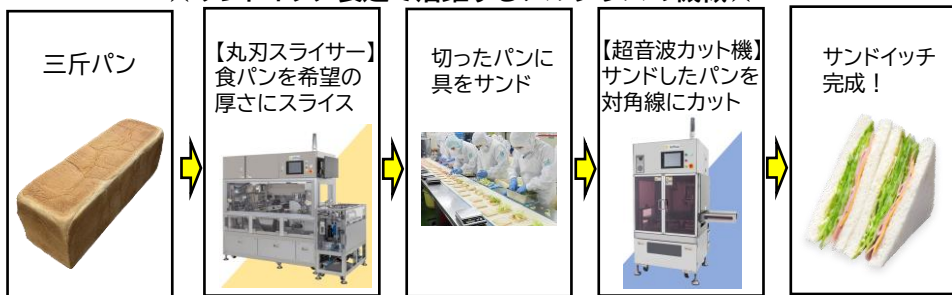 三斤パン
【丸刃スライサー】
食パンを希望の
厚さにスライス
切ったパンに
具をサンド
【超音波カット機】
サンドしたパンを
対角線にカット
サンドイッチ
完成！